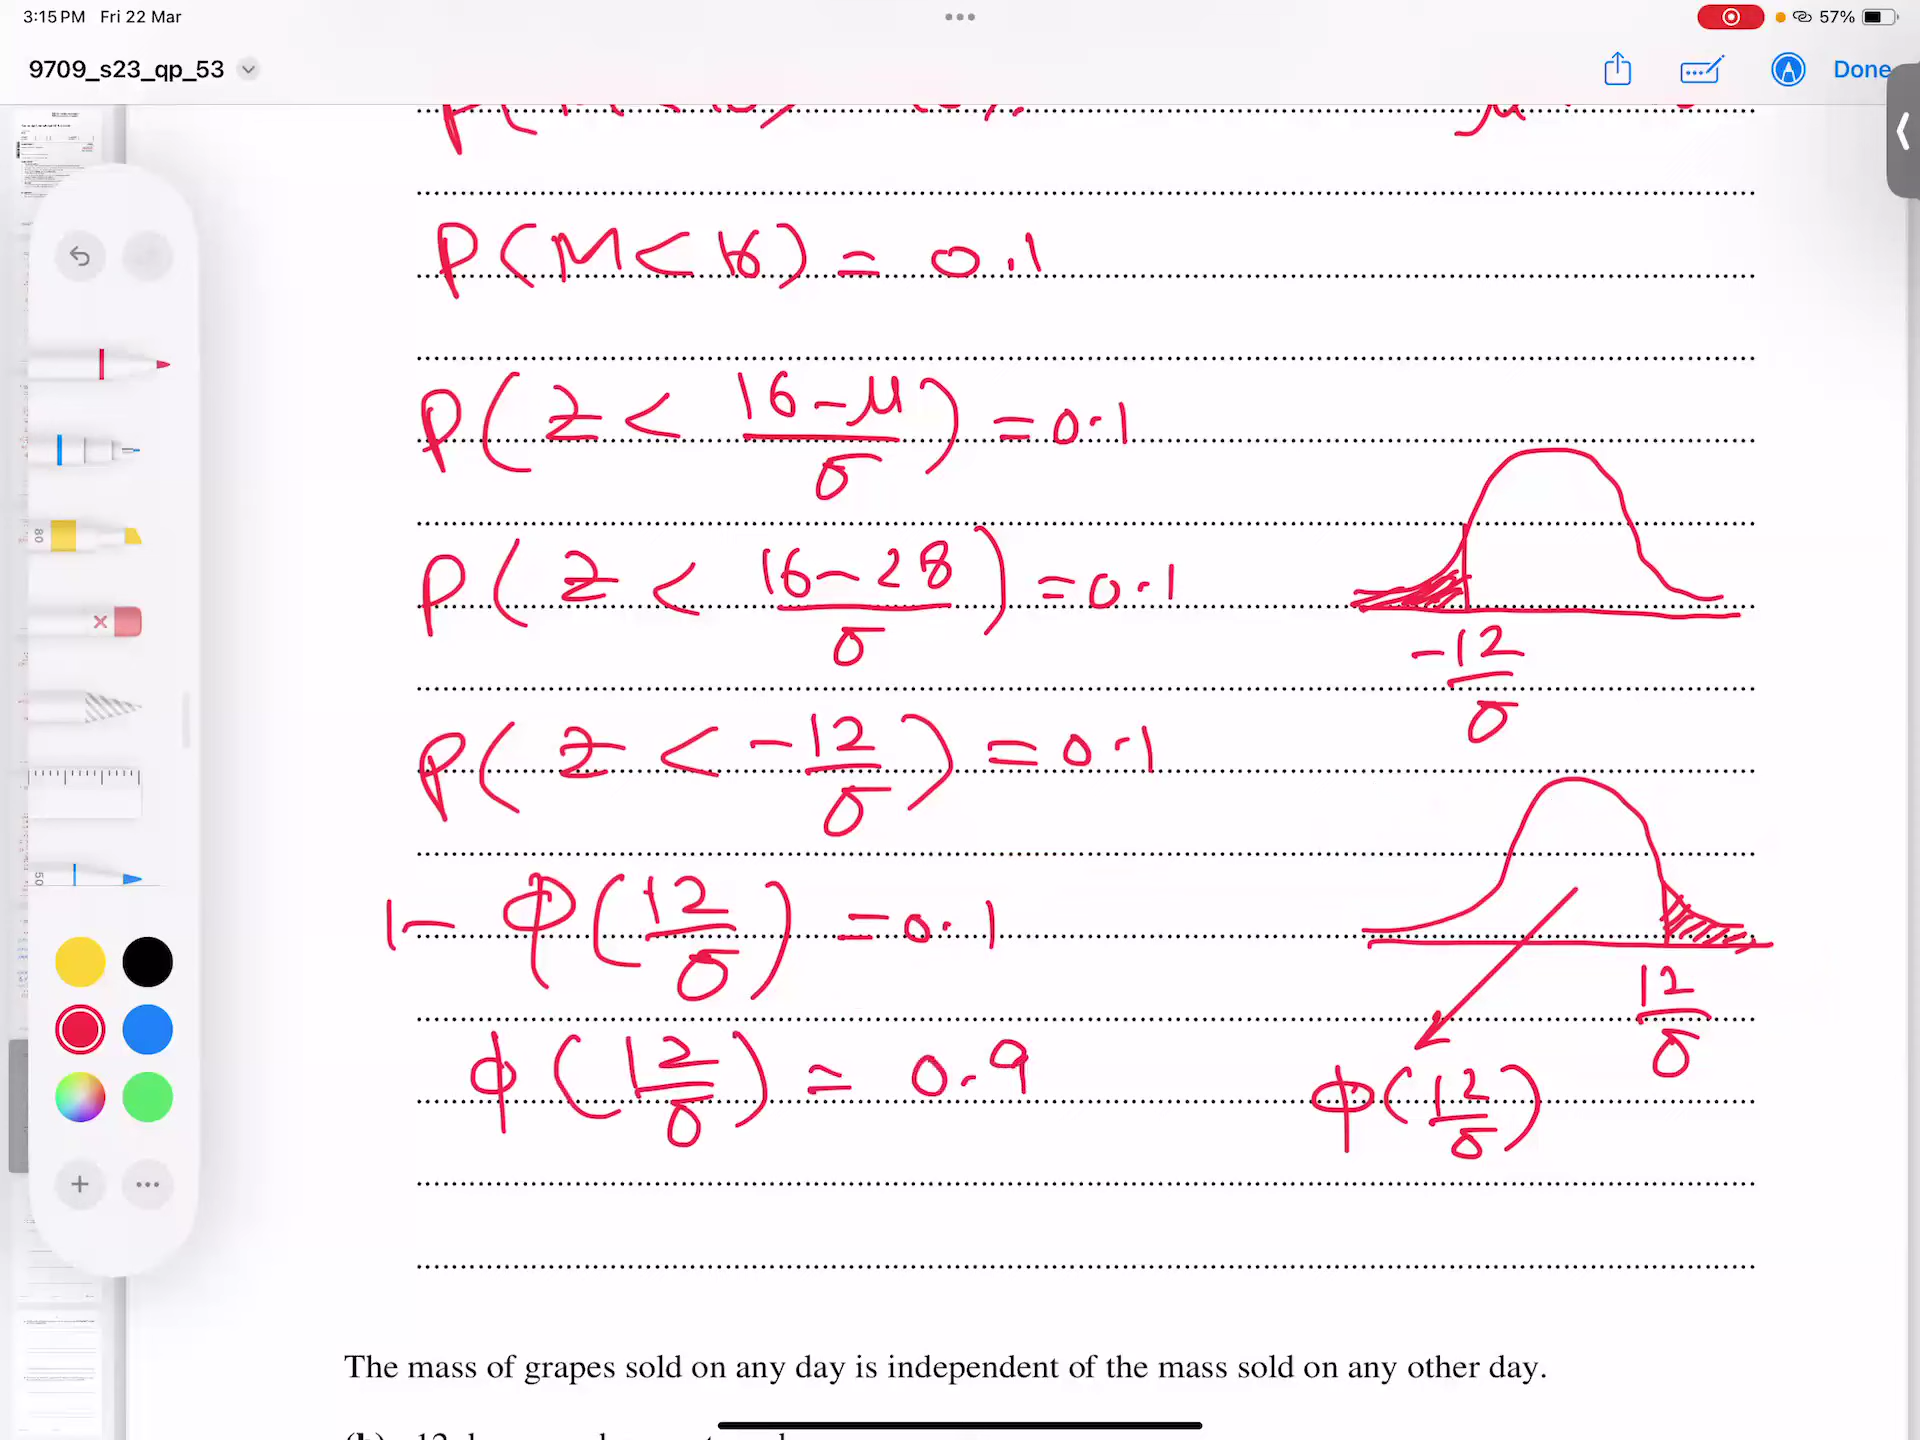 3:15 PM Fri 22 Mar
57%
9709_s23_qp_53
Done
P(M<16) = 0.1
P(Z < (16-μ)/σ) = 0.1
P(Z < (16-28)/σ) = 0.1
-12/σ
P(Z < -12/σ) = 0.1
1- Φ(12/σ) = 0.1
12/σ
Φ(12/σ) = 0.9
Φ(12/σ)
80
50
The mass of grapes sold on any day is independent of the mass sold on any other day.